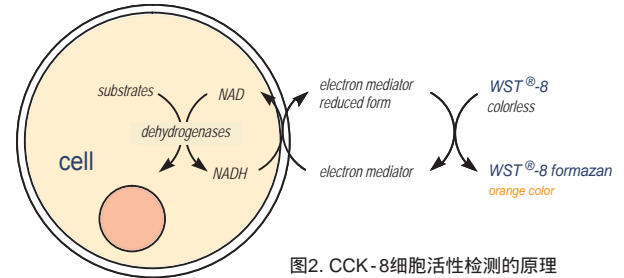 substrates
NAD
dehydrogenases
cell
NADH
electron mediator
reduced form
electron mediator
WST®-8
colorless
WST®-8 formazan
orange color
图2. CCK-8细胞活性检测的原理